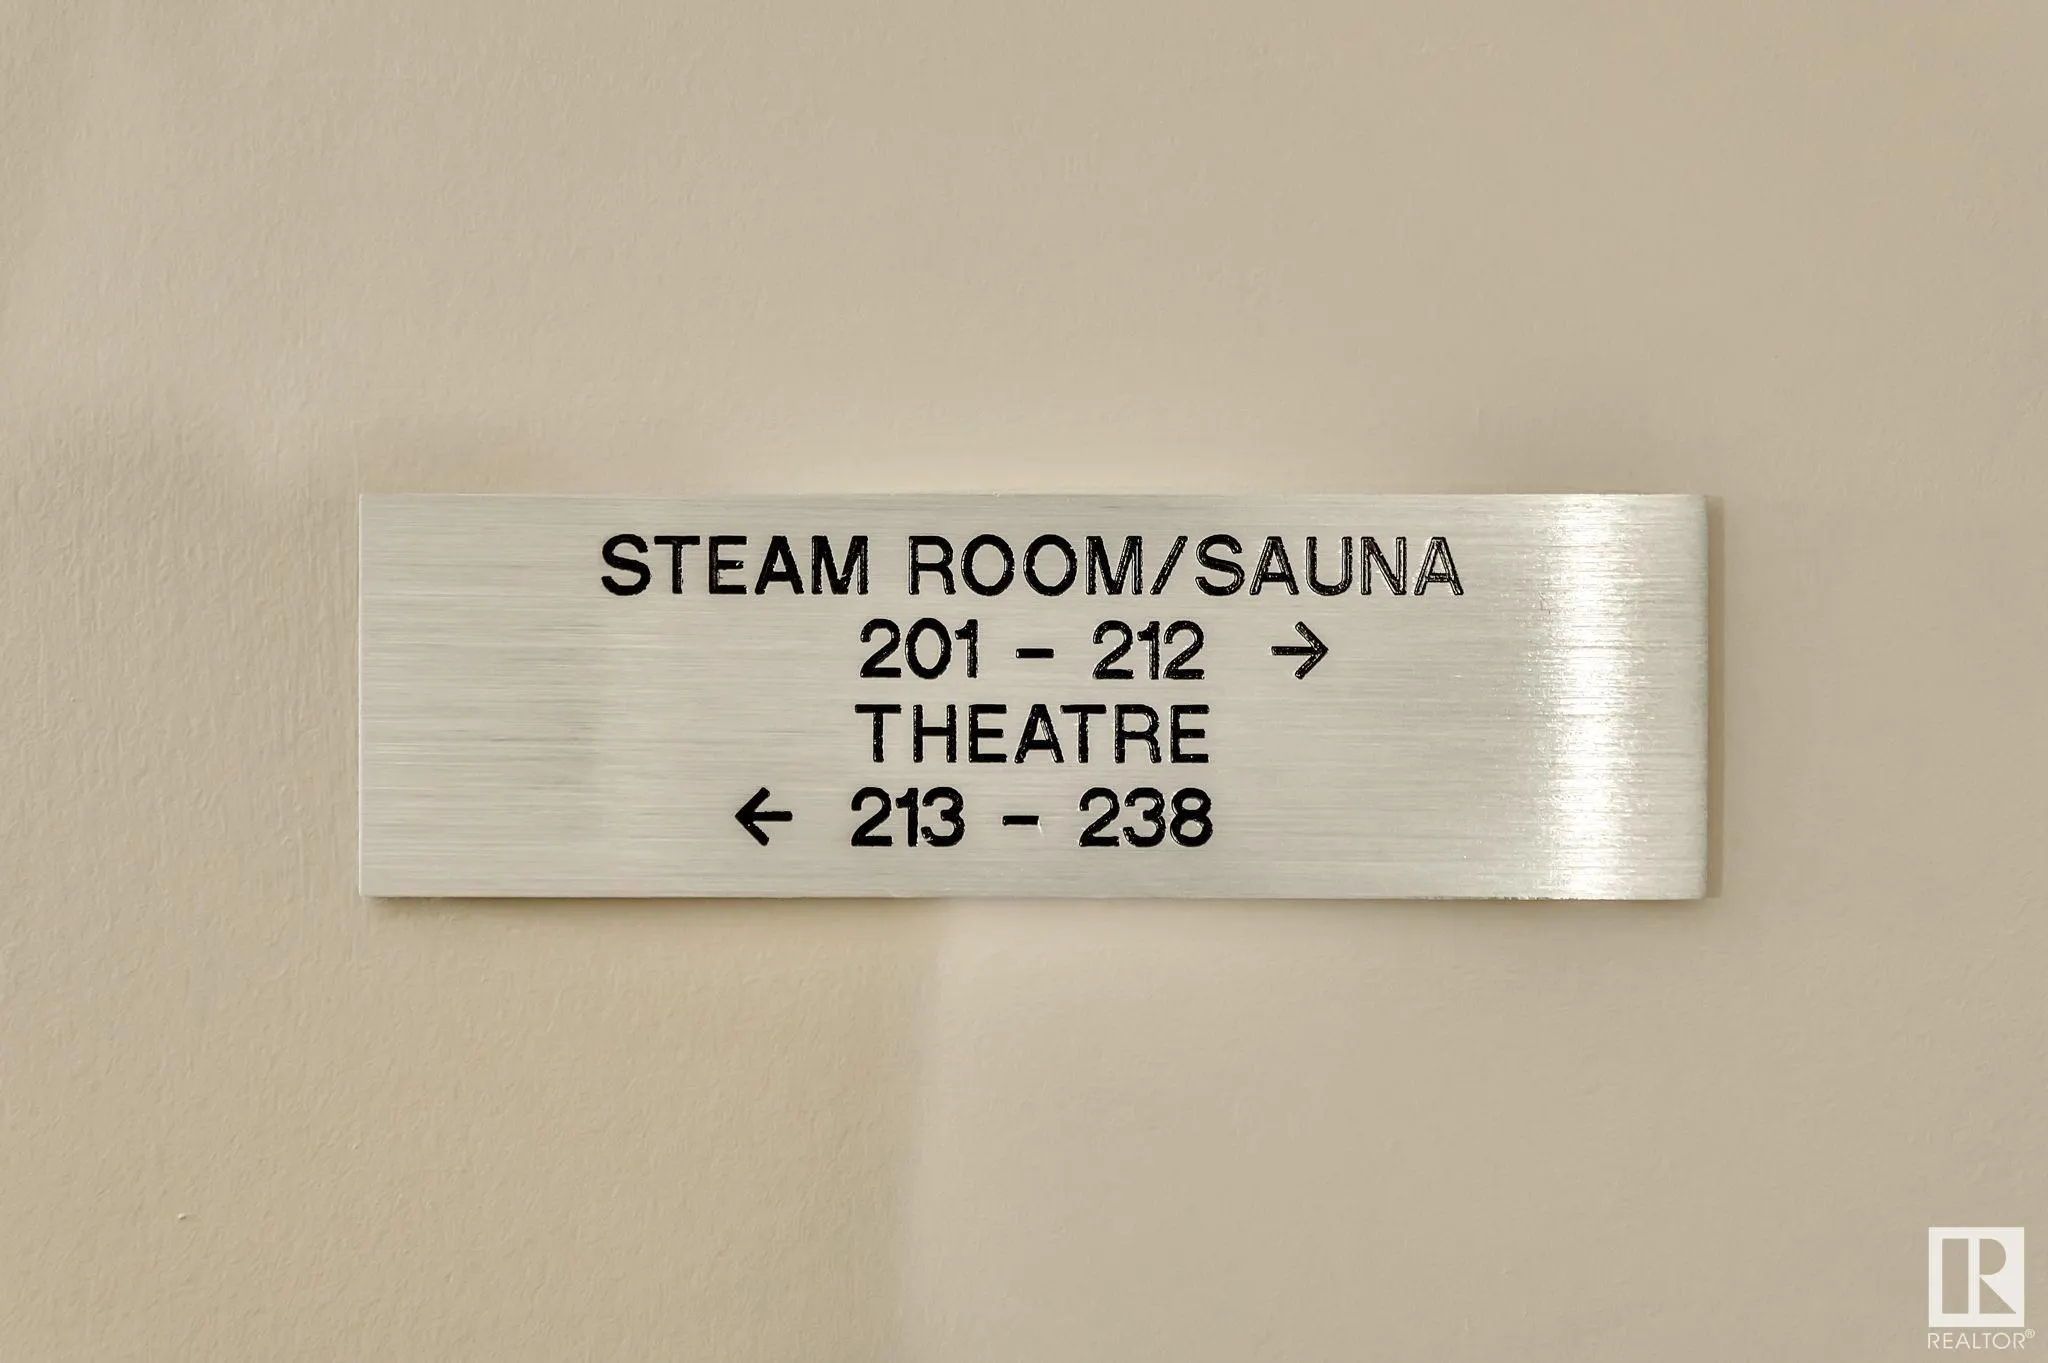 STEAM ROOM/SAUNA
201 - 212 →
THEATRE
← 213 - 238
REALTOR®